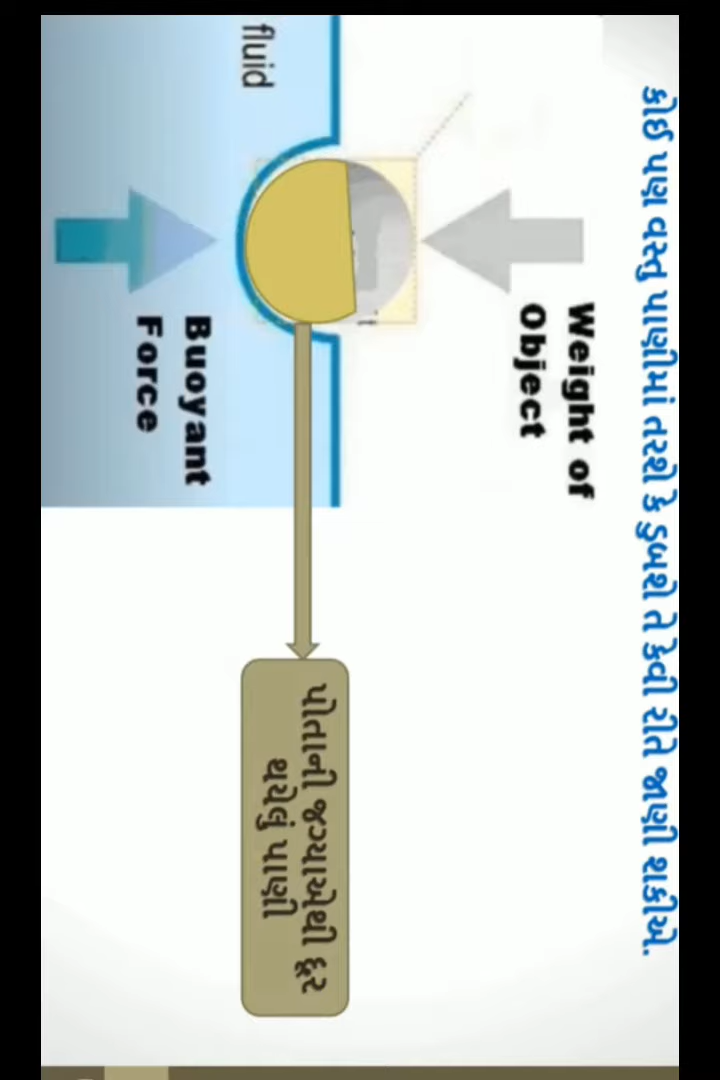 કોઈ પણ વસ્તુ પાણીમાં તરશે કે ડુબશે તે કેવી રીતે જાણી શકીએ.
Weight of
Object
fluid
Buoyant
Force
પોતાની જગ્યાએથી દૂર
થયેલું પાણી